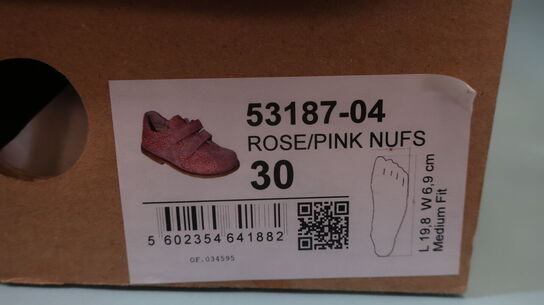 53187-04
ROSE/PINK NUFS
30
L 19,8 W 6,9 cm
Medium Fit
5 602354 641882
OF.034595